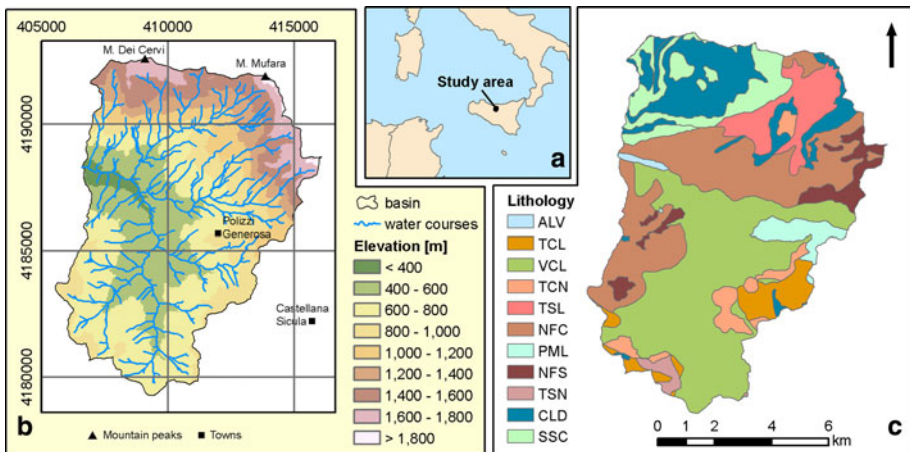 405000
410000
415000
M. Dei Cervi
M. Mufara
4190000
4185000
4180000
Polizzi
Generosa
Castellana
Sicula
b
Mountain peaks
Towns
Study area
a
basin
water courses
Elevation [m]
< 400
400 - 600
600 - 800
800 - 1,000
1,000 - 1,200
1,200 - 1,400
1,400 - 1,600
1,600 - 1,800
> 1,800
Lithology
ALV
TCL
VCL
TCN
TSL
NFC
PML
NFS
TSN
CLD
SSC
0 2 4 6
km
c